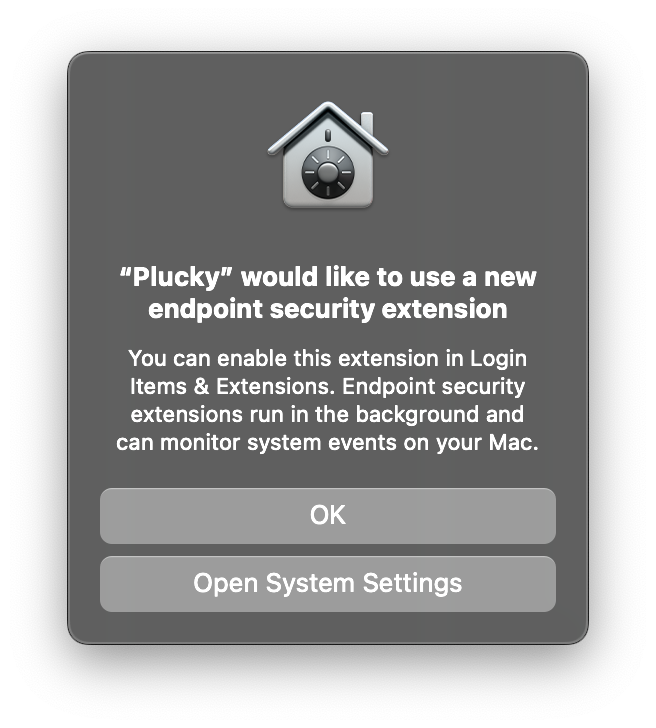 “Plucky” would like to use a new
endpoint security extension
You can enable this extension in Login
Items & Extensions. Endpoint security
extensions run in the background and
can monitor system events on your Mac.
OK
Open System Settings